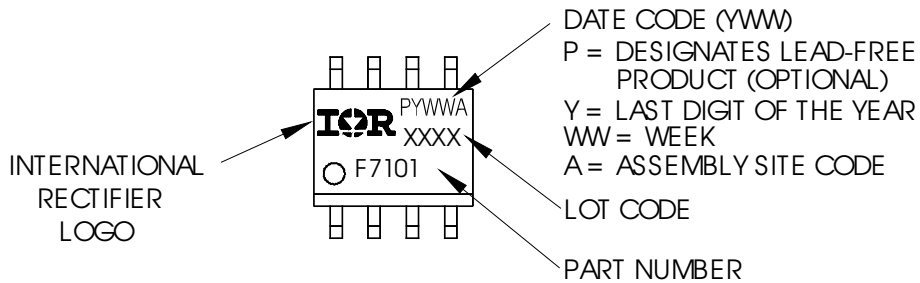 DATE CODE (YWW)
P = DESIGNATES LEAD-FREE
PRODUCT (OPTIONAL)
Y = LAST DIGIT OF THE YEAR
WW = WEEK
A = ASSEMBLY SITE CODE
LOT CODE
PART NUMBER
INTERNATIONAL
RECTIFIER
LOGO
PYWWA
IOR
XXXX
F7101